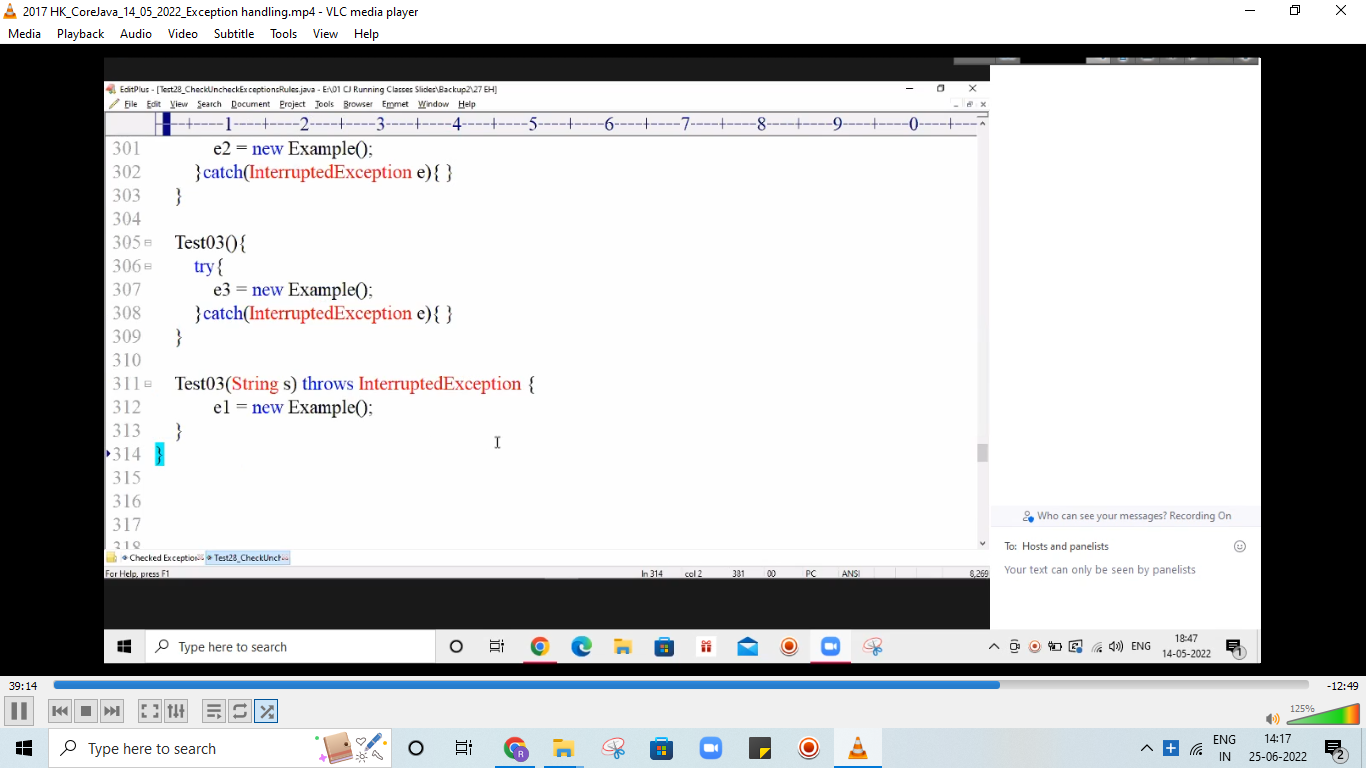 2017 HK_CoreJava_14_05_2022_Exception handling.mp4 - VLC media player
Media Playback Audio Video Subtitle Tools View Help
EditPlus - [Test28_CheckUncheckExceptionsRules.java - E:\01 CJ Running Classes Slides\Backup2\27 EH]
File Edit View Search Document Project Tools Browser Emmet Window Help
----+----1----+----2----+----3----+----4----+----5----+----6----+----7----+----8----+----9----+----0----+---
301 e2 = new Example();
302 }catch(InterruptedException e){ }
303 }
304
305 Test03(){
306 try{
307 e3 = new Example();
308 }catch(InterruptedException e){ }
309 }
310
311 Test03(String s) throws InterruptedException {
312 e1 = new Example();
313 }
314 }
315
316
317
318
Checked Exception Test28_CheckUnch
For Help, press F1 ln 314 col 2 381 00 PC ANSI 8,269
Who can see your messages? Recording On
To: Hosts and panelists
Your text can only be seen by panelists
Type here to search ENG 18:47 14-05-2022 1
39:14 -12:49
125%
Type here to search ENG IN 14:17 25-06-2022 2